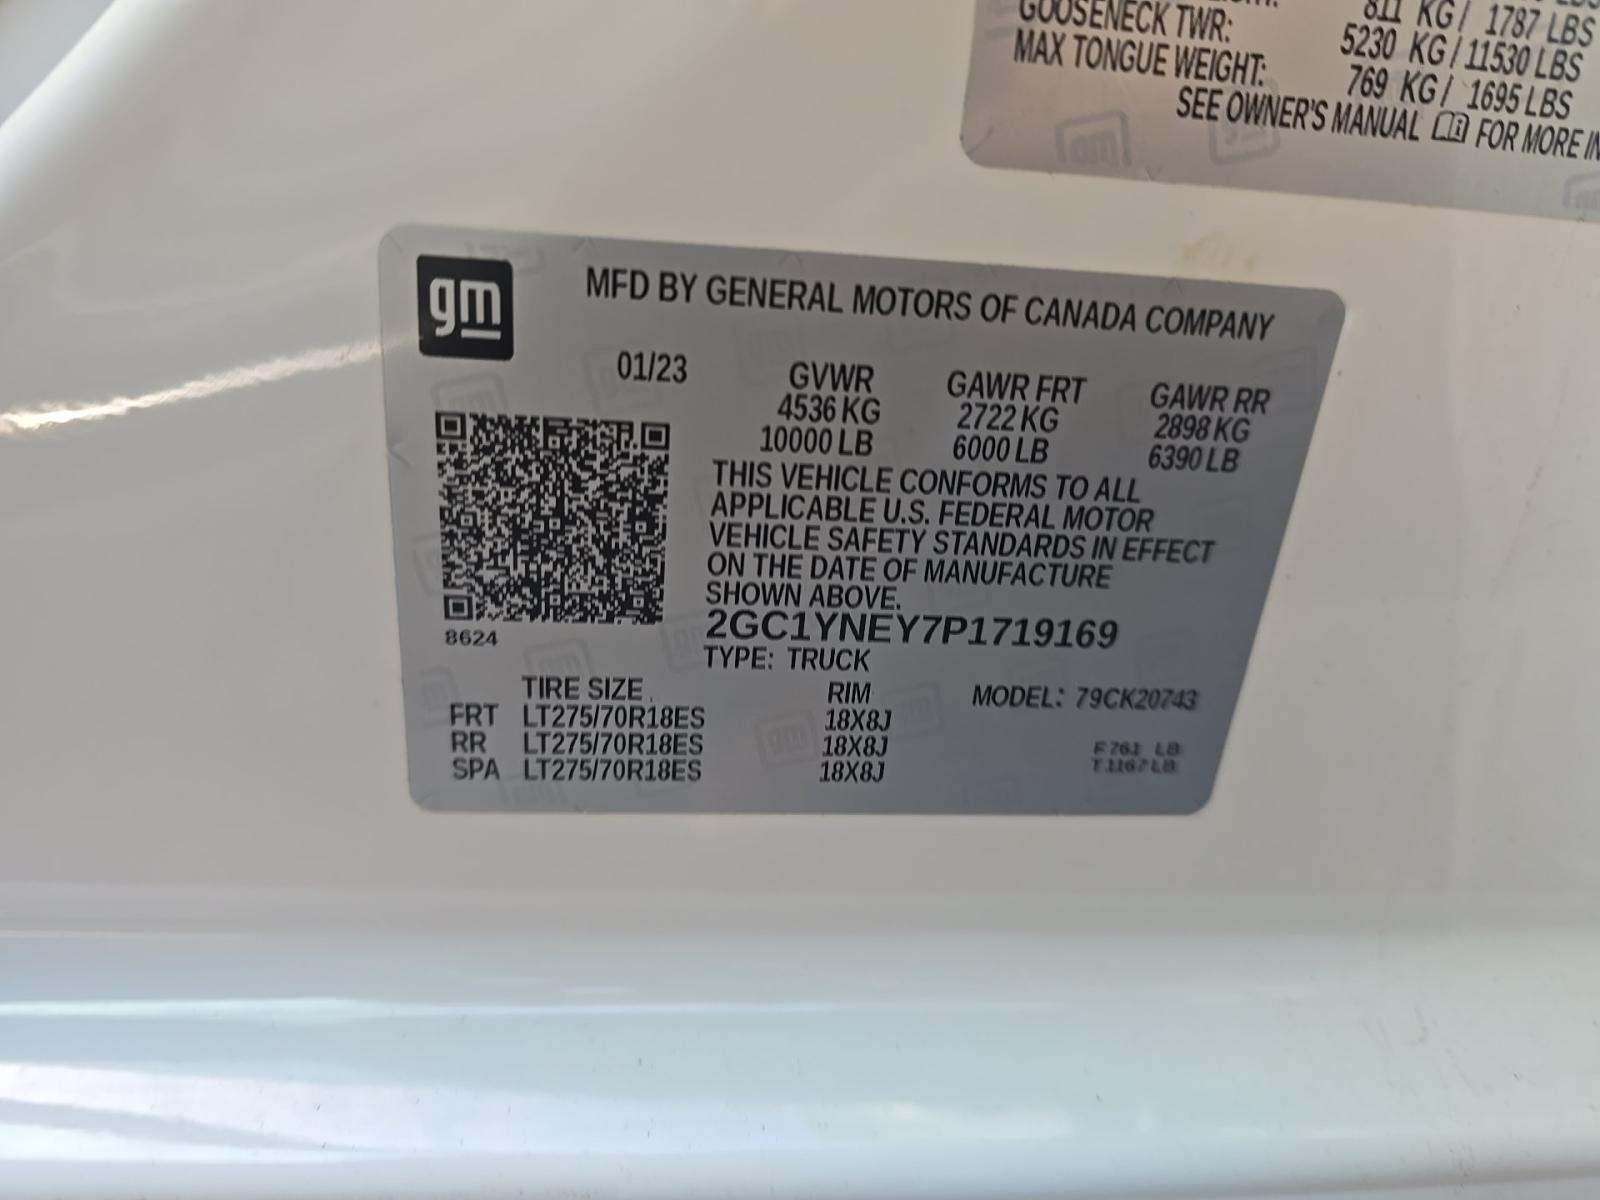 811 KG/ 1787 LBS
GOOSENECK TWR: 5230 KG/11530 LBS
MAX TONGUE WEIGHT: 769 KG/ 1695 LBS
SEE OWNER'S MANUAL FOR MORE
gm
MFD BY GENERAL MOTORS OF CANADA COMPANY
01/23 GVWR GAWR FRT GAWR RR
4536 KG 2722 KG 2898 KG
10000 LB 6000 LB 6390 LB
THIS VEHICLE CONFORMS TO ALL
APPLICABLE U.S. FEDERAL MOTOR
VEHICLE SAFETY STANDARDS IN EFFECT
ON THE DATE OF MANUFACTURE
SHOWN ABOVE.
8624
2GC1YNEY7P1719169
TYPE: TRUCK
TIRE SIZE RIM MODEL: 79CK20743
FRT LT275/70R18ES 18X8J
RR LT275/70R18ES 18X8J
SPA LT275/70R18ES 18X8J
F 761 LB
T 1167 LB